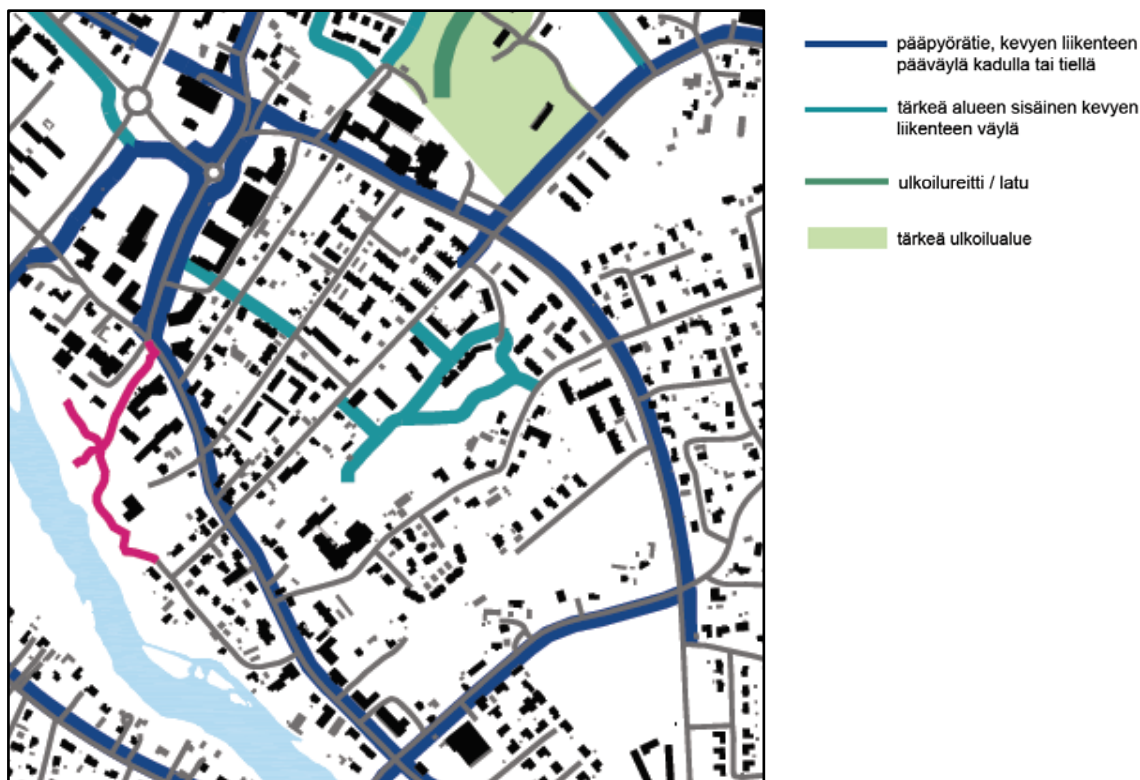 pääpyörätie, kevyen liikenteen
pääväylä kadulla tai tiellä
tärkeä alueen sisäinen kevyen
liikenteen väylä
ulkoilureitti / latu
tärkeä ulkoilualue